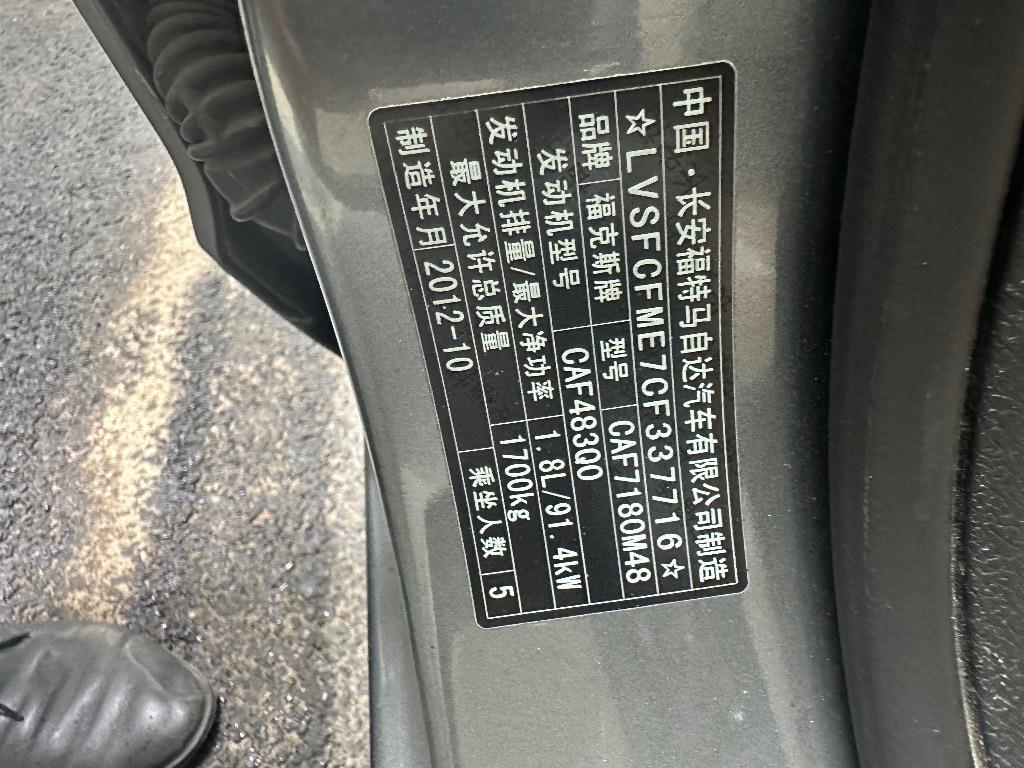 中国·长安福特马自达汽车有限公司制造
☆LVSFCFME7CF337716☆
品牌 福克斯牌 型号 CAF7180M48
发动机型号 CAF483Q0
发动机排量/最大净功率 1.8L/91.4kW
最大允许总质量 1700kg
制造年月 2012-10 乘坐人数 5